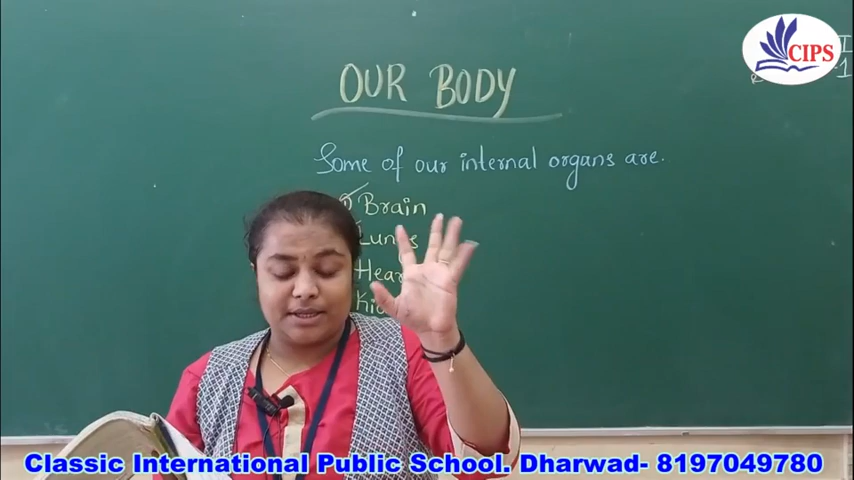 CIPS
OUR BODY
Some of our internal organs are.
Brain
Classic International Public School, Dharwad- 8197049780